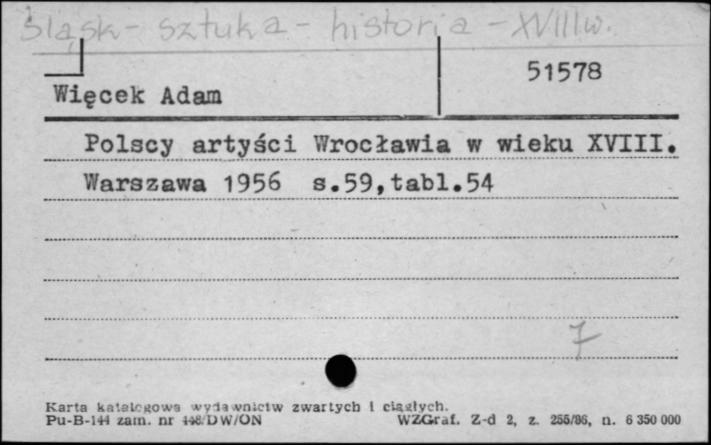 Śląsk - sztuka - historia - XVIII w.
51578
Więcek Adam
Polscy artyści Wrocławia w wieku XVIII.
Warszawa 1956 s.59,tabl.54
7
Karta katalogowa wydawnictw zwartych i ciągłych.
Pu-B-144 zam. nr 448/DW/ON WZGraf. Z-d 2, z. 255/86, n. 6 350 000